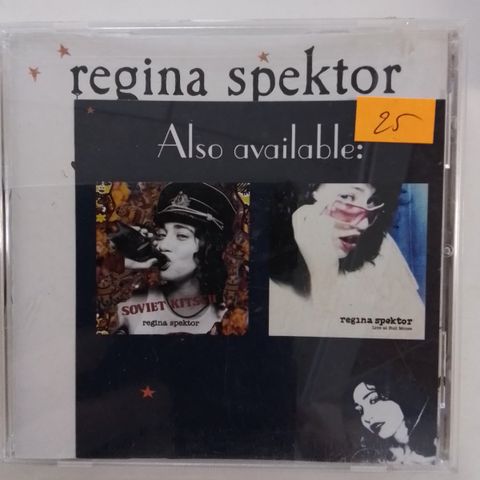 regina spektor
25
Also available:
SOVIET KITSCH
regina spektor
regina spektor
Live at Bull Moose